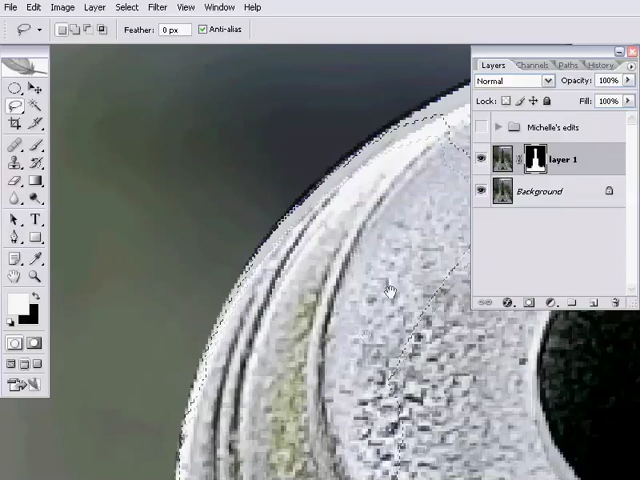 File Edit Image Layer Select Filter View Window Help
Feather: 0 px Anti-alias
Layers Channels Paths History
Normal Opacity: 100%
Lock: Fill: 100%
Michelle's edits
layer 1
Background
T